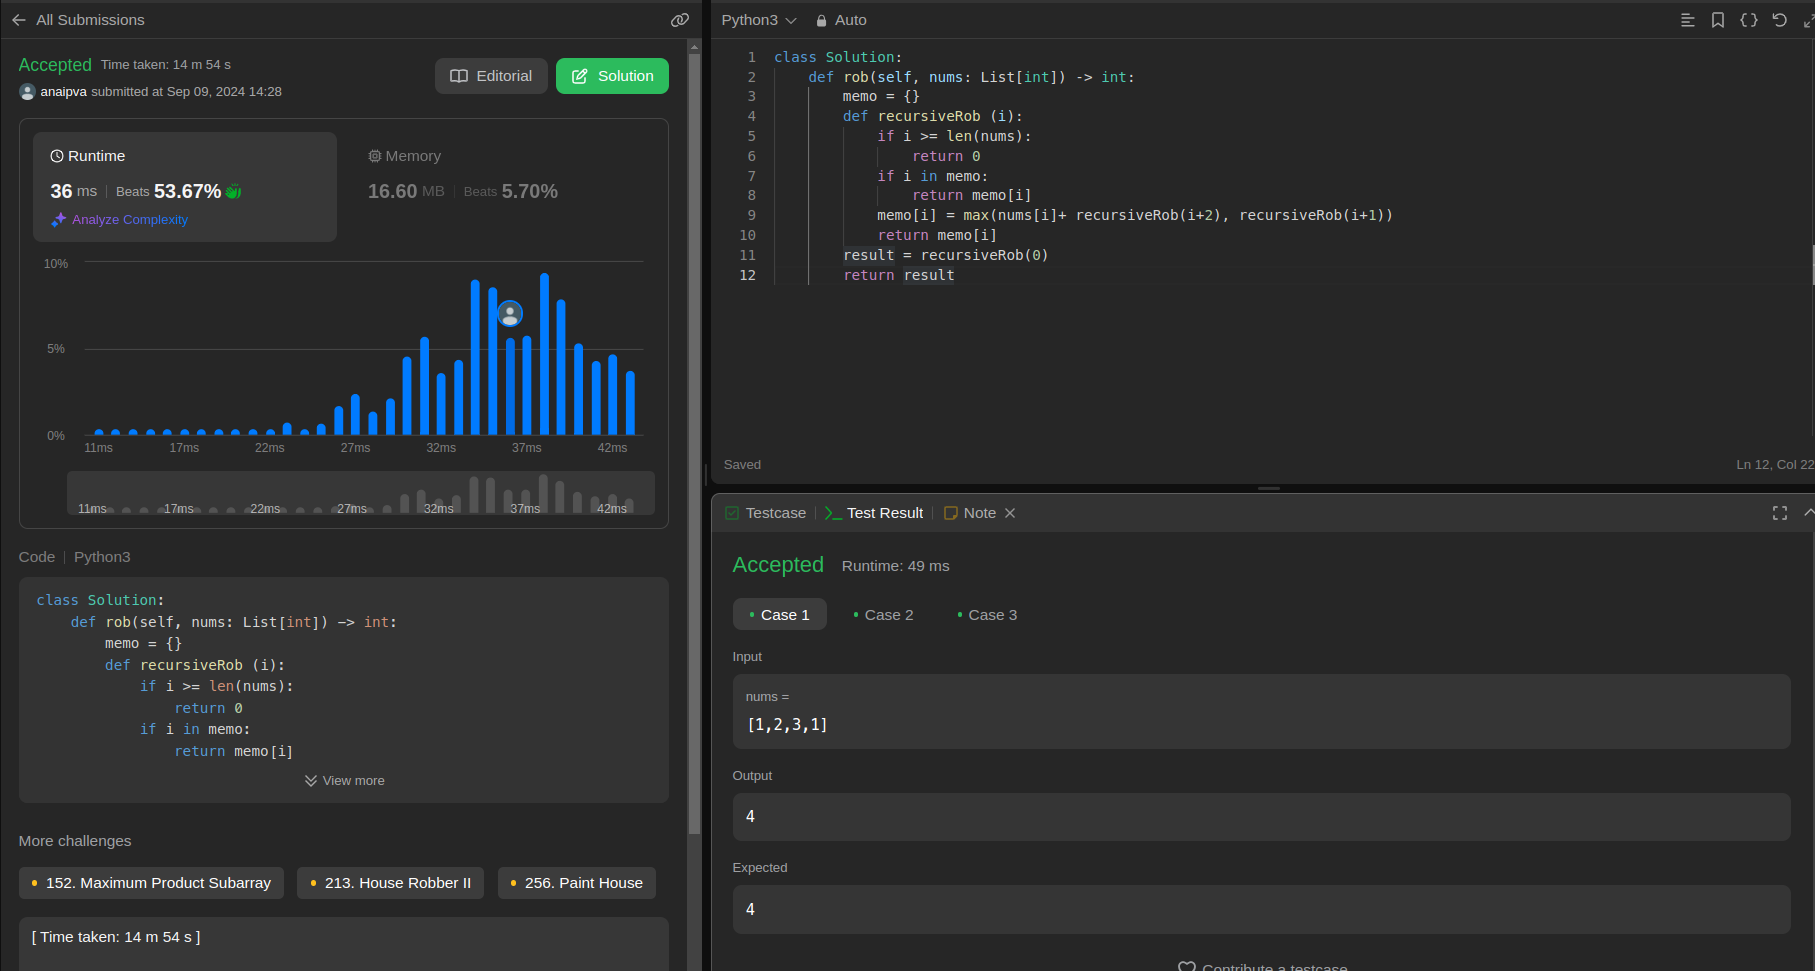 All Submissions
Accepted Time taken: 14 m 54 s
anaipva submitted at Sep 09, 2024 14:28
Editorial
Solution
Runtime
36 ms | Beats 53.67%
Analyze Complexity
Memory
16.60 MB | Beats 5.70%
10%
5%
0%
11ms 17ms 22ms 27ms 32ms 37ms 42ms
11ms 17ms 22ms 27ms 32ms 37ms 42ms
Code | Python3
class Solution:
    def rob(self, nums: List[int]) -> int:
        memo = {}
        def recursiveRob (i):
            if i >= len(nums):
                return 0
            if i in memo:
                return memo[i]
View more
More challenges
152. Maximum Product Subarray
213. House Robber II
256. Paint House
[ Time taken: 14 m 54 s ]
Python3 Auto
1 class Solution:
2     def rob(self, nums: List[int]) -> int:
3         memo = {}
4         def recursiveRob (i):
5             if i >= len(nums):
6                 return 0
7             if i in memo:
8                 return memo[i]
9             memo[i] = max(nums[i]+ recursiveRob(i+2), recursiveRob(i+1))
10             return memo[i]
11         result = recursiveRob(0)
12         return result
Saved
Ln 12, Col 22
Testcase | Test Result | Note
Accepted Runtime: 49 ms
Case 1 Case 2 Case 3
Input
nums =
[1,2,3,1]
Output
4
Expected
4
Contribute a testcase